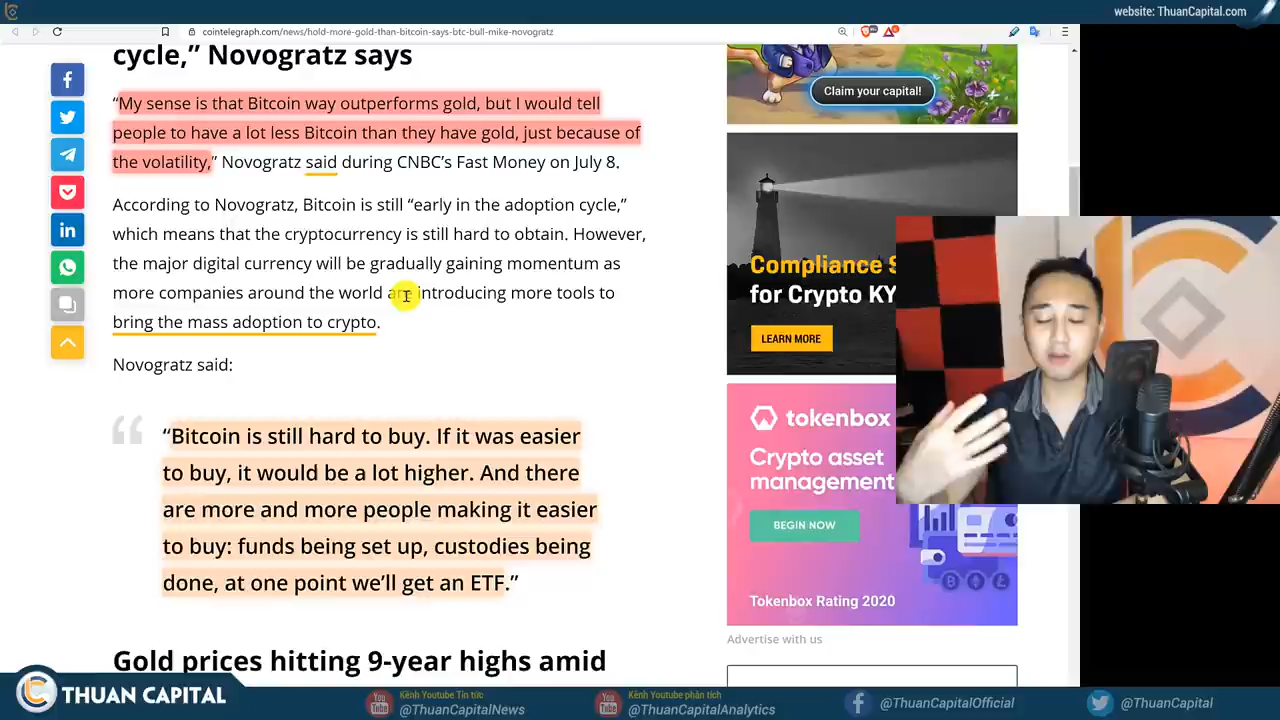 website: ThuanCapital.com
cointelegraph.com/news/hold-more-gold-than-bitcoin-says-btc-bull-mike-novogratz
cycle,” Novogratz says
“My sense is that Bitcoin way outperforms gold, but I would tell
people to have a lot less Bitcoin than they have gold, just because of
the volatility,” Novogratz said during CNBC’s Fast Money on July 8.
According to Novogratz, Bitcoin is still “early in the adoption cycle,”
which means that the cryptocurrency is still hard to obtain. However,
the major digital currency will be gradually gaining momentum as
more companies around the world are introducing more tools to
bring the mass adoption to crypto.
Novogratz said:
“Bitcoin is still hard to buy. If it was easier
to buy, it would be a lot higher. And there
are more and more people making it easier
to buy: funds being set up, custodies being
done, at one point we’ll get an ETF.”
Gold prices hitting 9-year highs amid
Claim your capital!
Compliance S
for Crypto KY
LEARN MORE
tokenbox
Crypto asset
management
BEGIN NOW
Tokenbox Rating 2020
Advertise with us
THUAN CAPITAL
Kênh Youtube Tin tức
@ThuanCapitalNews
Kênh Youtube phân tích
@ThuanCapitalAnalytics
@ThuanCapitalOfficial
@ThuanCapital